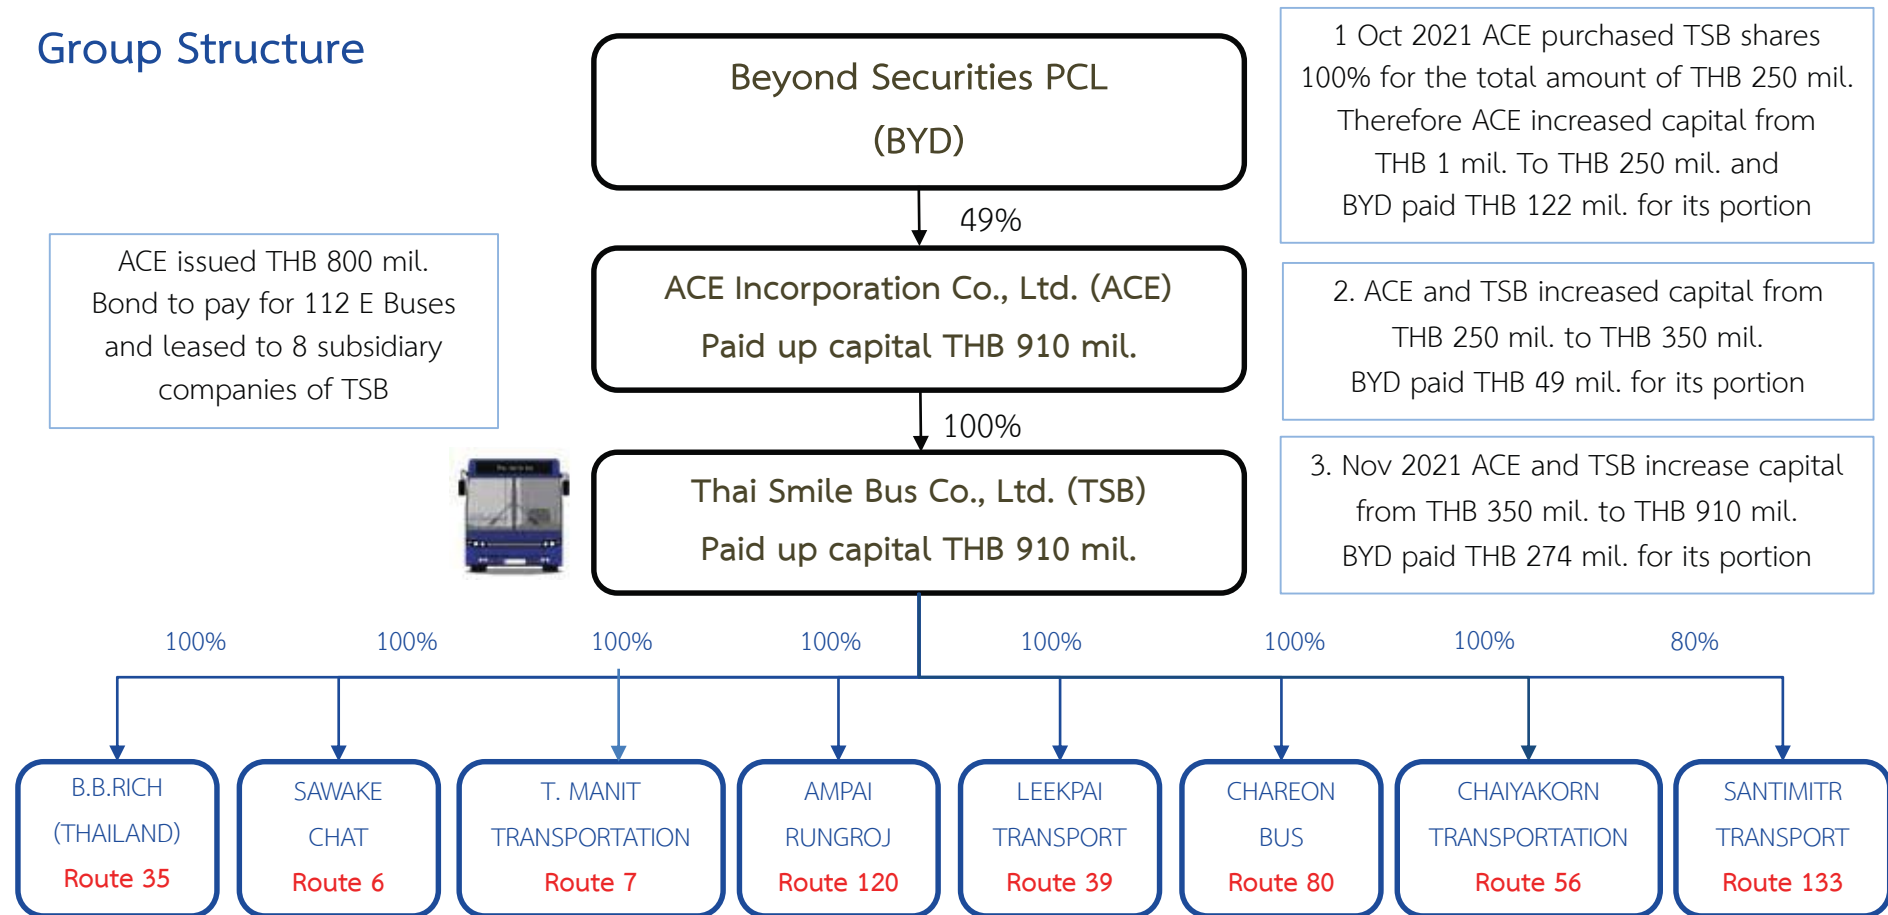 Group Structure
Beyond Securities PCL
(BYD)
1 Oct 2021 ACE purchased TSB shares
100% for the total amount of THB 250 mil.
Therefore ACE increased capital from
THB 1 mil. To THB 250 mil. and
BYD paid THB 122 mil. for its portion
49%
ACE issued THB 800 mil.
Bond to pay for 112 E Buses
and leased to 8 subsidiary
companies of TSB
ACE Incorporation Co., Ltd. (ACE)
Paid up capital THB 910 mil.
2. ACE and TSB increased capital from
THB 250 mil. to THB 350 mil.
BYD paid THB 49 mil. for its portion
100%
Thai Smile Bus Co., Ltd. (TSB)
Paid up capital THB 910 mil.
3. Nov 2021 ACE and TSB increase capital
from THB 350 mil. to THB 910 mil.
BYD paid THB 274 mil. for its portion
100% 100% 100% 100% 100% 100% 100% 80%
B.B.RICH
(THAILAND)
Route 35
SAWAKE
CHAT
Route 6
T. MANIT
TRANSPORTATION
Route 7
AMPAI
RUNGROJ
Route 120
LEEKPAI
TRANSPORT
Route 39
CHAREON
BUS
Route 80
CHAIYAKORN
TRANSPORTATION
Route 56
SANTIMITR
TRANSPORT
Route 133